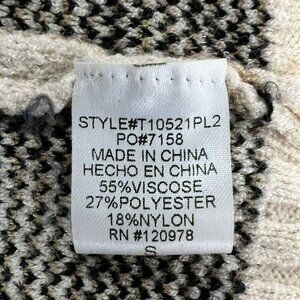 STYLE#T10521PL2
PO#7158
MADE IN CHINA
HECHO EN CHINA
55%VISCOSE
27%POLYESTER
18%NYLON
RN #120978
S